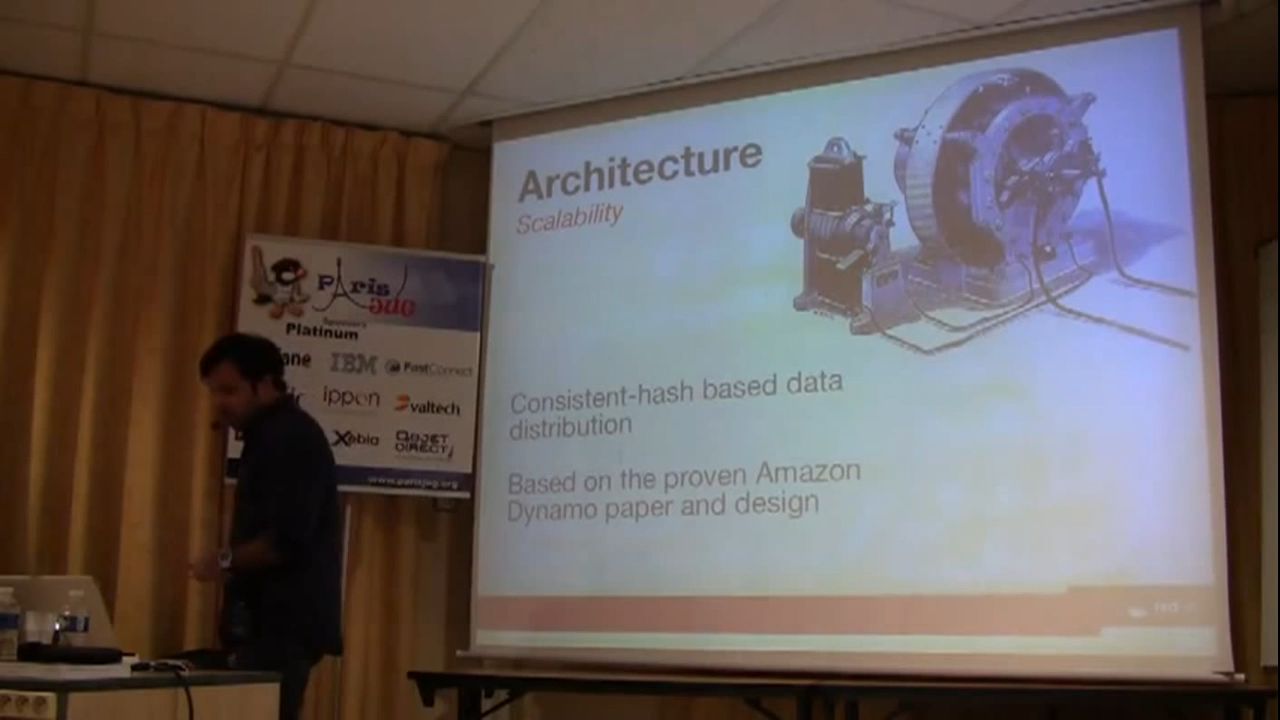 Architecture
Scalability
Consistent-hash based data
distribution
Based on the proven Amazon
Dynamo paper and design
Paris
JUG
Sponsors
Platinum
IBM
FastConnect
ippon
valtech
Xebia
OBJET
DIRECT
www.parisjug.org